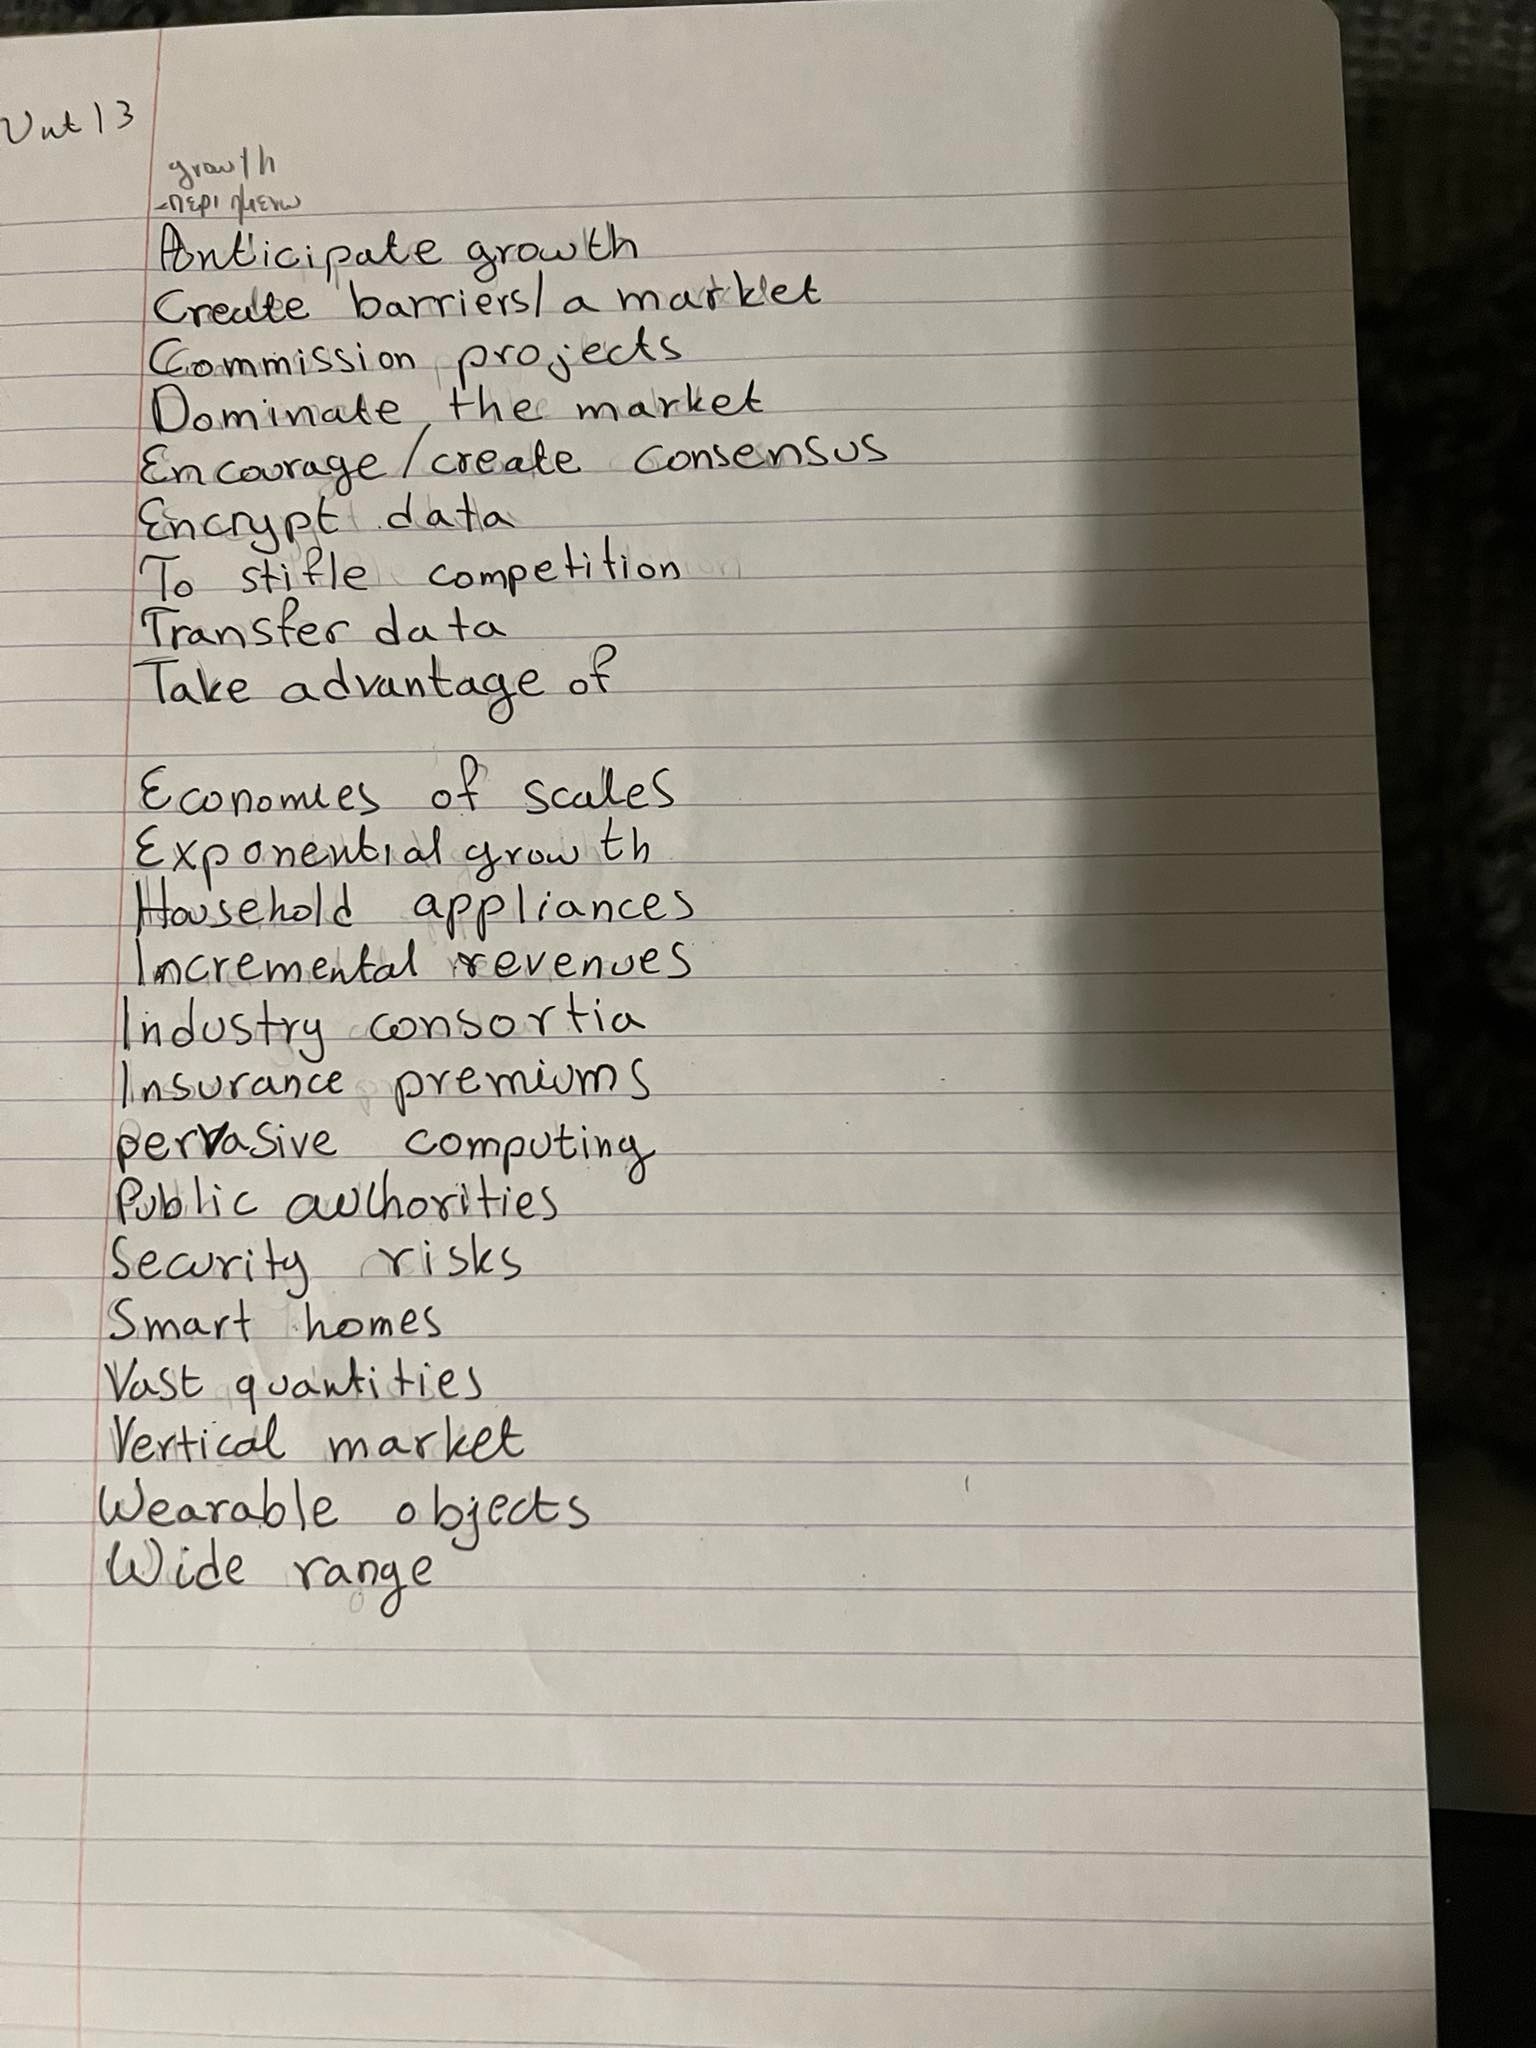 Unt 13
growth
-περιμενω
Anticipate growth
Create barriers/a market
Commission projects
Dominate the market
Encourage/create consensus
Encrypt data
To stifle competition
Transfer data
Take advantage of
Economies of scales
Exponential growth
Household appliances
Incremental revenues
Industry consortia
Insurance premiums
pervasive computing
Public authorities
Security risks
Smart homes
Vast quantities
Vertical market
Wearable objects
Wide range